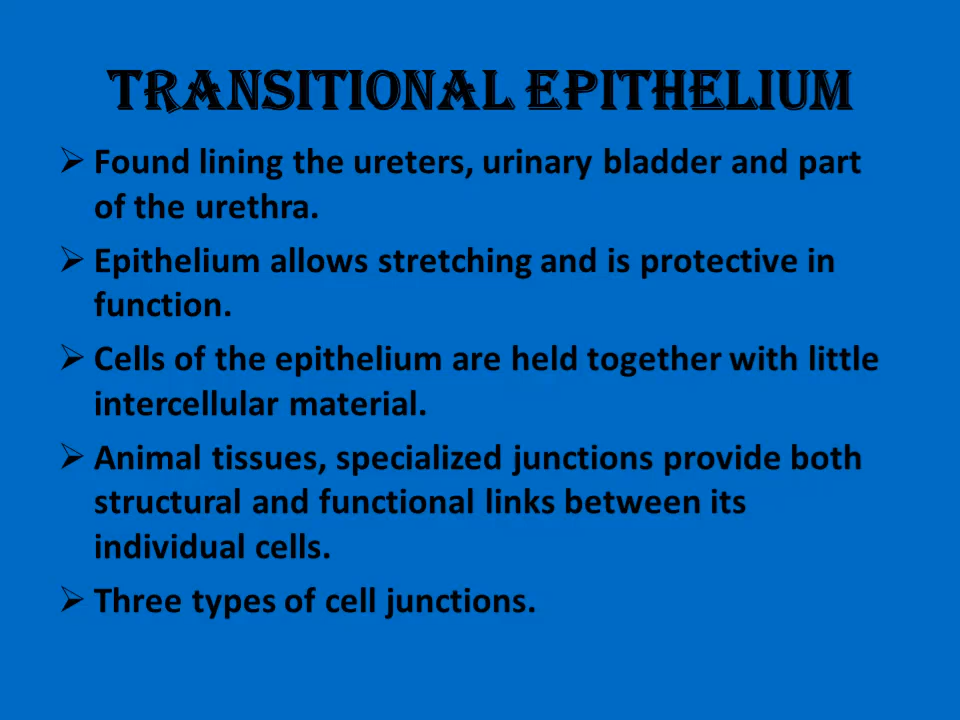 TRANSITIONAL EPITHELIUM
➢ Found lining the ureters, urinary bladder and part
of the urethra.
➢ Epithelium allows stretching and is protective in
function.
➢ Cells of the epithelium are held together with little
intercellular material.
➢ Animal tissues, specialized junctions provide both
structural and functional links between its
individual cells.
➢ Three types of cell junctions.